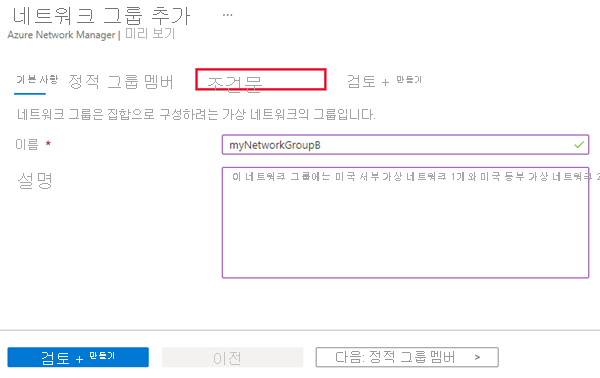 네트워크 그룹 추가 ...
Azure Network Manager | 미리 보기
기본 사항 정적 그룹 멤버 조건문 검토 + 만들기
네트워크 그룹은 집합으로 구성하려는 가상 네트워크의 그룹입니다.
이름 * myNetworkGroupB
설명 이 네트워크 그룹에는 미국 서부 가상 네트워크 1개와 미국 동부 가상 네트워크 2
검토 + 만들기 이전 다음: 정적 그룹 멤버 >